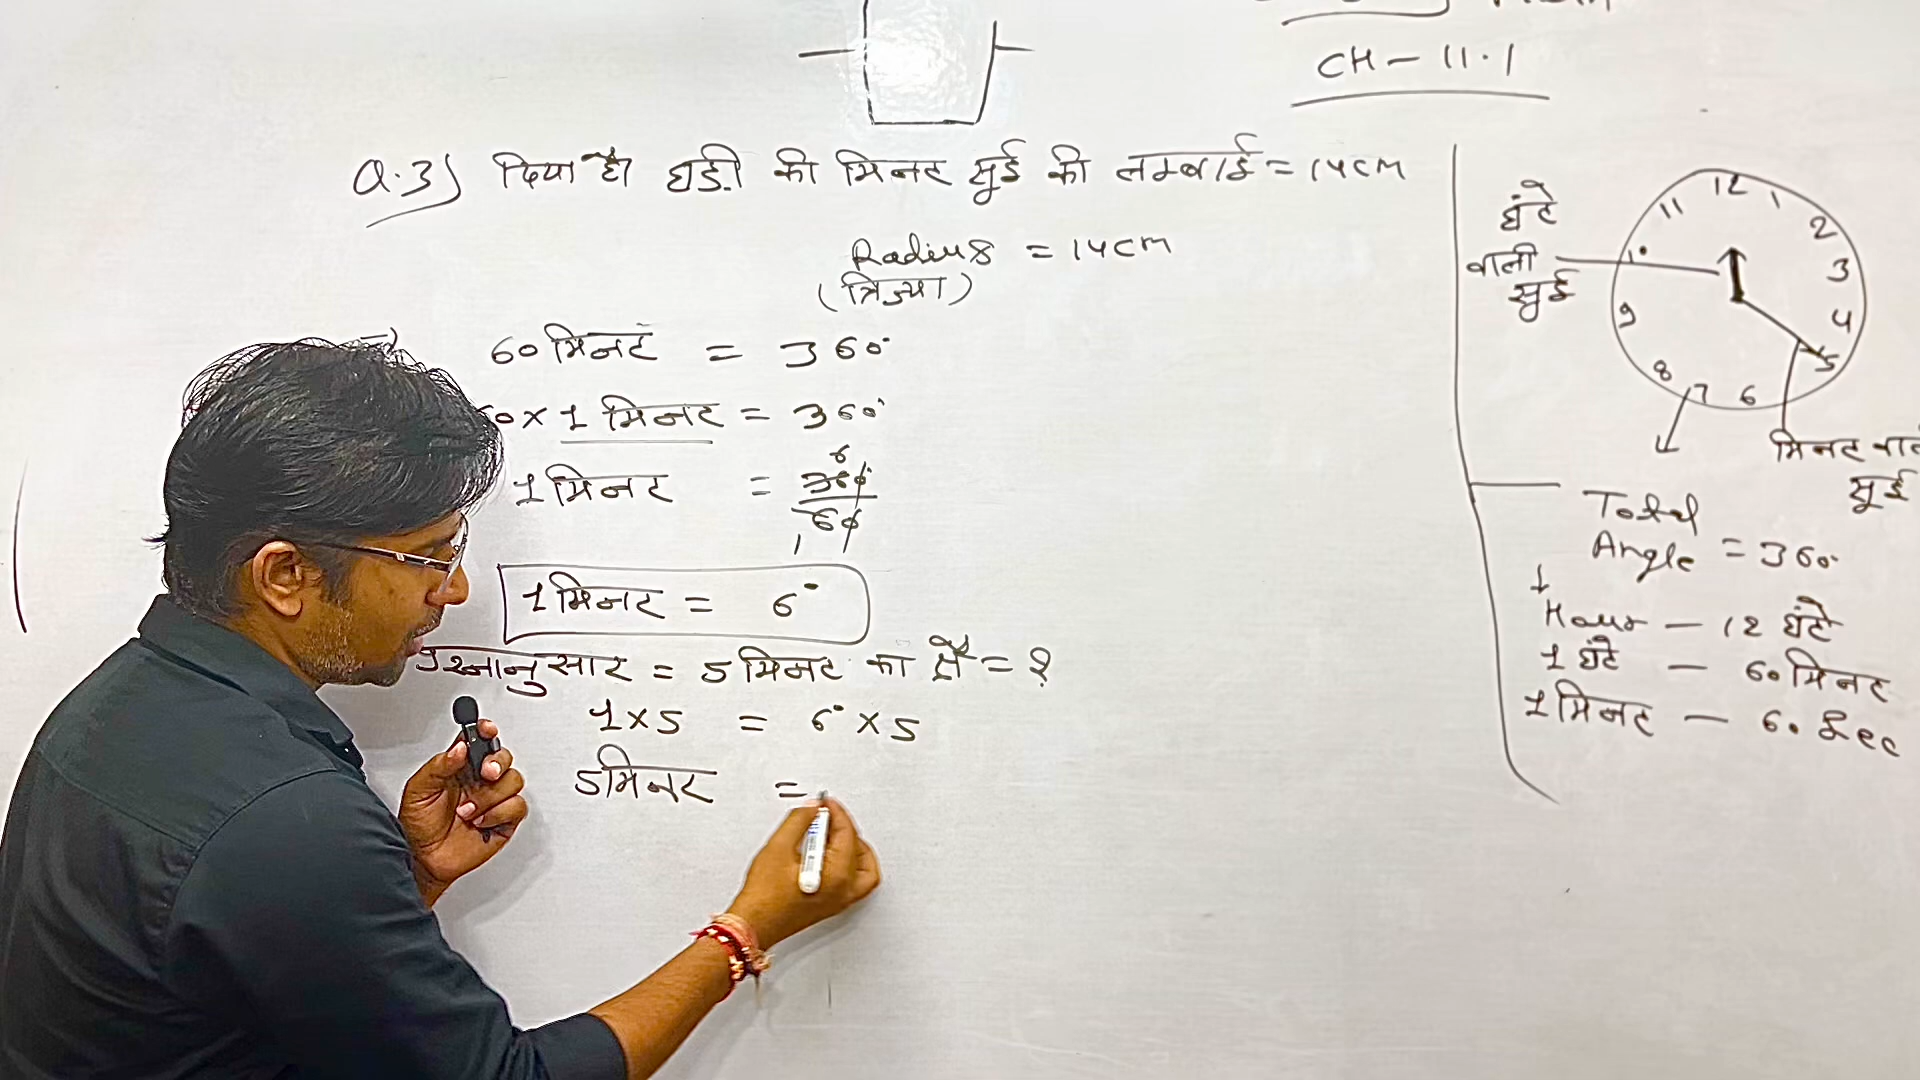 CH - 11.1
Q.3) दिया है। घड़ी की मिनट सुई की लम्बाई = 14cm
Radius = 14cm
(त्रिज्या)
60 मिनट = 360°
× 1 मिनट = 360°
1 मिनट = 360/60
6
1
1 मिनट = 6°
प्रश्नानुसार = 5 मिनट का = ?
1×5 = 6°×5
5 मिनट =
12
11 1
2
3
4
5
6
7
8
9
घंटे
वाली
सुई
मिनट
सुई
Total
Angle = 360°
Hour - 12 घंटे
1 घंटे - 60 मिनट
1 मिनट - 60 Sec